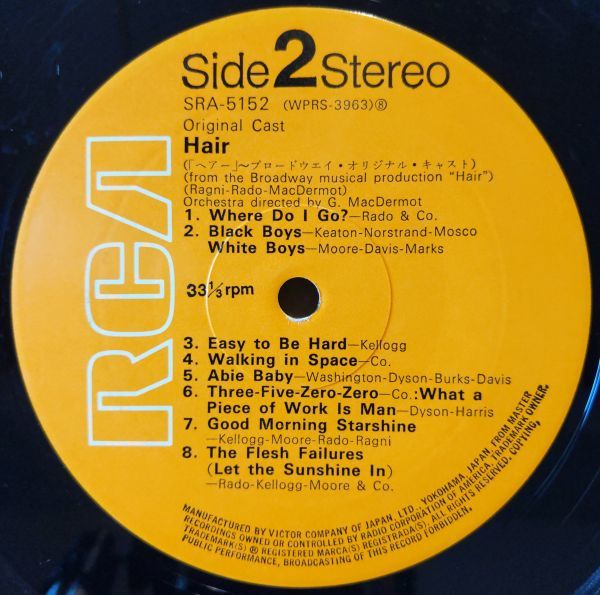 Side 2 Stereo
SRA-5152 (WPRS-3963)Ⓡ
Original Cast
Hair
(「ヘアー」~ブロードウエイ・オリジナル・キャスト)
(from the Broadway musical production "Hair")
(Ragni-Rado-MacDermot)
Orchestra directed by G. MacDermot
1. Where Do I Go?—Rado & Co.
2. Black Boys—Keaton-Norstrand-Mosco
White Boys—Moore-Davis-Marks
33⅓ rpm
3. Easy to Be Hard—Kellogg
4. Walking in Space—Co.
5. Abie Baby—Washington-Dyson-Burks-Davis
6. Three-Five-Zero-Zero—Co.:What a
Piece of Work Is Man—Dyson-Harris
7. Good Morning Starshine
—Kellogg-Moore-Rado-Ragni
8. The Flesh Failures
(Let the Sunshine In)
—Rado-Kellogg-Moore & Co.
RCA
MANUFACTURED BY VICTOR COMPANY OF JAPAN, LTD., YOKOHAMA, JAPAN, FROM MASTER
RECORDINGS OWNED OR CONTROLLED BY RADIO CORPORATION OF AMERICA, TRADEMARK OWNER.
TRADEMARK(S) ® REGISTERED MARCA(S) REGISTRADA(S). ALL RIGHTS RESERVED. COPYING,
PUBLIC PERFORMANCE, BROADCASTING OF THIS RECORD FORBIDDEN.